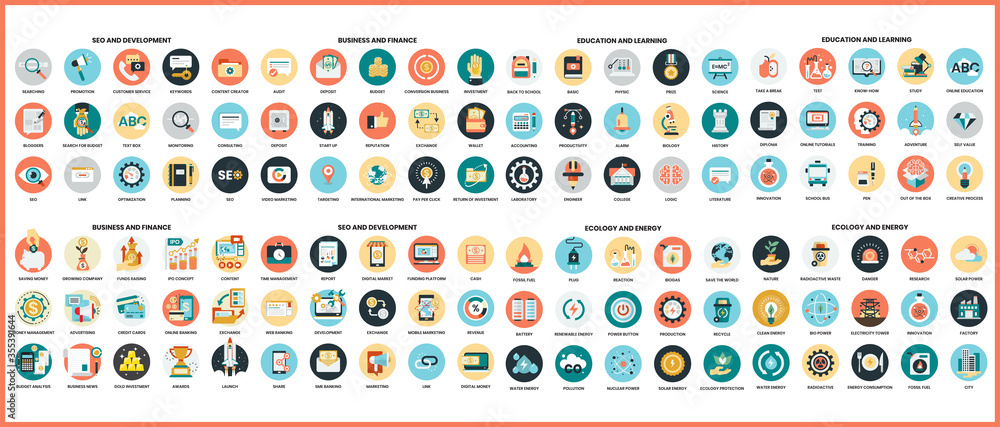 SEO AND DEVELOPMENT BUSINESS AND FINANCE EDUCATION AND LEARNING EDUCATION AND LEARNING
SEARCHING PROMOTION CUSTOMER SERVICE KEYWORDS CONTENT CREATOR AUDIT DEPOSIT BUDGET CONVERSION BUSINESS INVESTMENT BACK TO SCHOOL BASIC PHYSIC PRIZE SCIENCE TAKE A BREAK TEST KNOW-HOW STUDY ONLINE EDUCATION
E=MC² ABC
BLOGGERS SEARCH FOR BUDGET TEXT BOX MONITORING CONSULTING DEPOSIT START UP REPUTATION EXCHANGE WALLET ACCOUNTING PRODUCTIVITY ALARM BIOLOGY HISTORY DIPLOMA ONLINE TUTORIALS TRAINING ADVENTURE SELF VALUE
ABC
SEO LINK OPTIMIZATION PLANNING SEO VIDEO MARKETING TARGETING INTERNATIONAL MARKETING PAY PER CLICK RETURN OF INVESTMENT LABORATORY ENGINEER COLLEGE LOGIC LITERATURE INNOVATION SCHOOL BUS PEN OUT OF THE BOX CREATIVE PROCESS
SEO
BUSINESS AND FINANCE SEO AND DEVELOPMENT ECOLOGY AND ENERGY ECOLOGY AND ENERGY
IPO
SAVING MONEY GROWING COMPANY FUNDS RAISING IPO CONCEPT CONTENT TIME MANAGEMENT REPORT DIGITAL MARKET FUNDING PLATFORM CASH FOSSIL FUEL PLUG REACTION BIOGAS SAVE THE WORLD NATURE RADIOACTIVE WASTE DANGER RESEARCH SOLAR POWER
MONEY MANAGEMENT ADVERTISING CREDIT CARDS ONLINE BANKING EXCHANGE WEB BANKING DEVELOPMENT EXCHANGE MOBILE MARKETING REVENUE BATTERY RENEWABLE ENERGY POWER BUTTON PRODUCTION RECYCLE CLEAN ENERGY BIO POWER ELECTRICITY TOWER INNOVATION FACTORY
BUDGET ANALYSIS BUSINESS NEWS GOLD INVESTMENT AWARDS LAUNCH SHARE SMS BANKING MARKETING LINK DIGITAL MONEY WATER ENERGY POLLUTION NUCLEAR POWER SOLAR ENERGY ECOLOGY PROTECTION WATER ENERGY RADIOACTIVE ENERGY CONSUMPTION FOSSIL FUEL CITY
Adobe Stock | #355391644